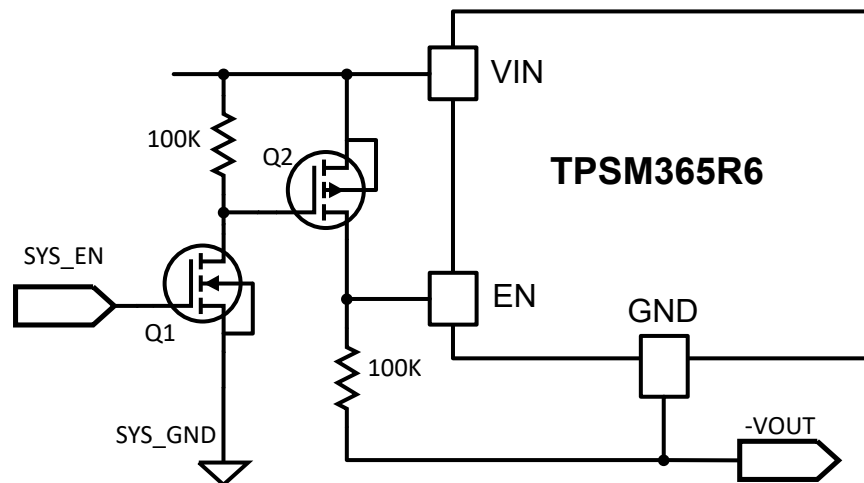 VIN
100K
Q2
TPSM365R6
SYS_EN
EN
GND
Q1
100K
SYS_GND
-VOUT